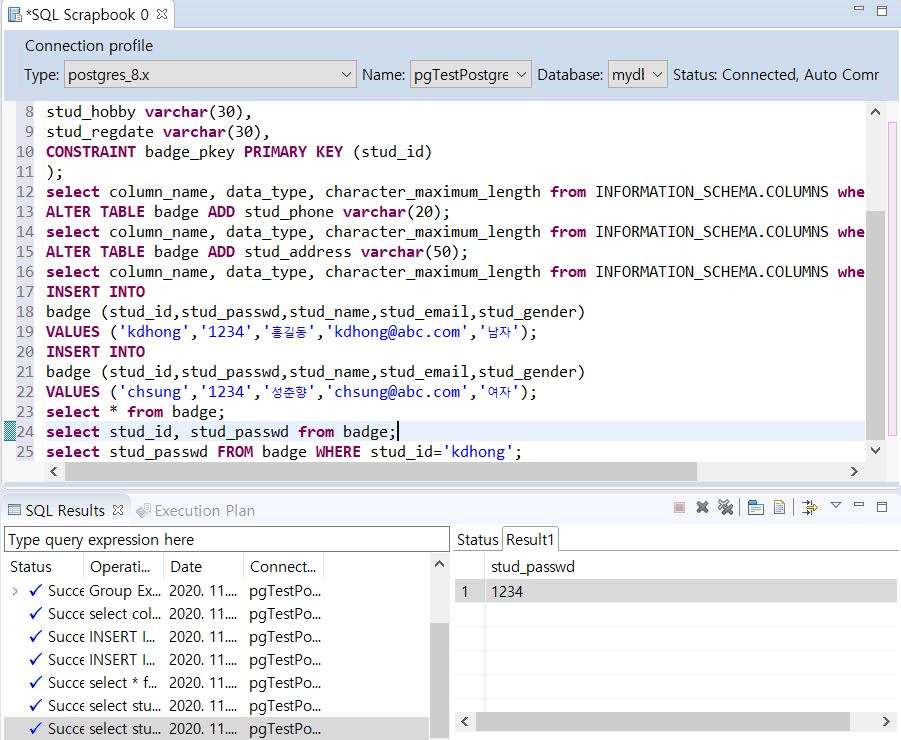 *SQL Scrapbook 0
Connection profile
Type: postgres_8.x Name: pgTestPostgre Database: mydl Status: Connected, Auto Comr
8 stud_hobby varchar(30),
9 stud_regdate varchar(30),
10 CONSTRAINT badge_pkey PRIMARY KEY (stud_id)
11 );
12 select column_name, data_type, character_maximum_length from INFORMATION_SCHEMA.COLUMNS whe
13 ALTER TABLE badge ADD stud_phone varchar(20);
14 select column_name, data_type, character_maximum_length from INFORMATION_SCHEMA.COLUMNS whe
15 ALTER TABLE badge ADD stud_address varchar(50);
16 select column_name, data_type, character_maximum_length from INFORMATION_SCHEMA.COLUMNS whe
17 INSERT INTO
18 badge (stud_id,stud_passwd,stud_name,stud_email,stud_gender)
19 VALUES ('kdhong','1234','홍길동','kdhong@abc.com','남자');
20 INSERT INTO
21 badge (stud_id,stud_passwd,stud_name,stud_email,stud_gender)
22 VALUES ('chsung','1234','성춘향','chsung@abc.com','여자');
23 select * from badge;
24 select stud_id, stud_passwd from badge;
25 select stud_passwd FROM badge WHERE stud_id='kdhong';
SQL Results Execution Plan
Type query expression here
Status Operati... Date Connect...
Succe Group Ex... 2020. 11.... pgTestPo...
Succe select col... 2020. 11.... pgTestPo...
Succe INSERT I... 2020. 11.... pgTestPo...
Succe INSERT I... 2020. 11.... pgTestPo...
Succe select * f... 2020. 11.... pgTestPo...
Succe select stu... 2020. 11.... pgTestPo...
Succe select stu... 2020. 11.... pgTestPo...
Status Result1
stud_passwd
1 1234